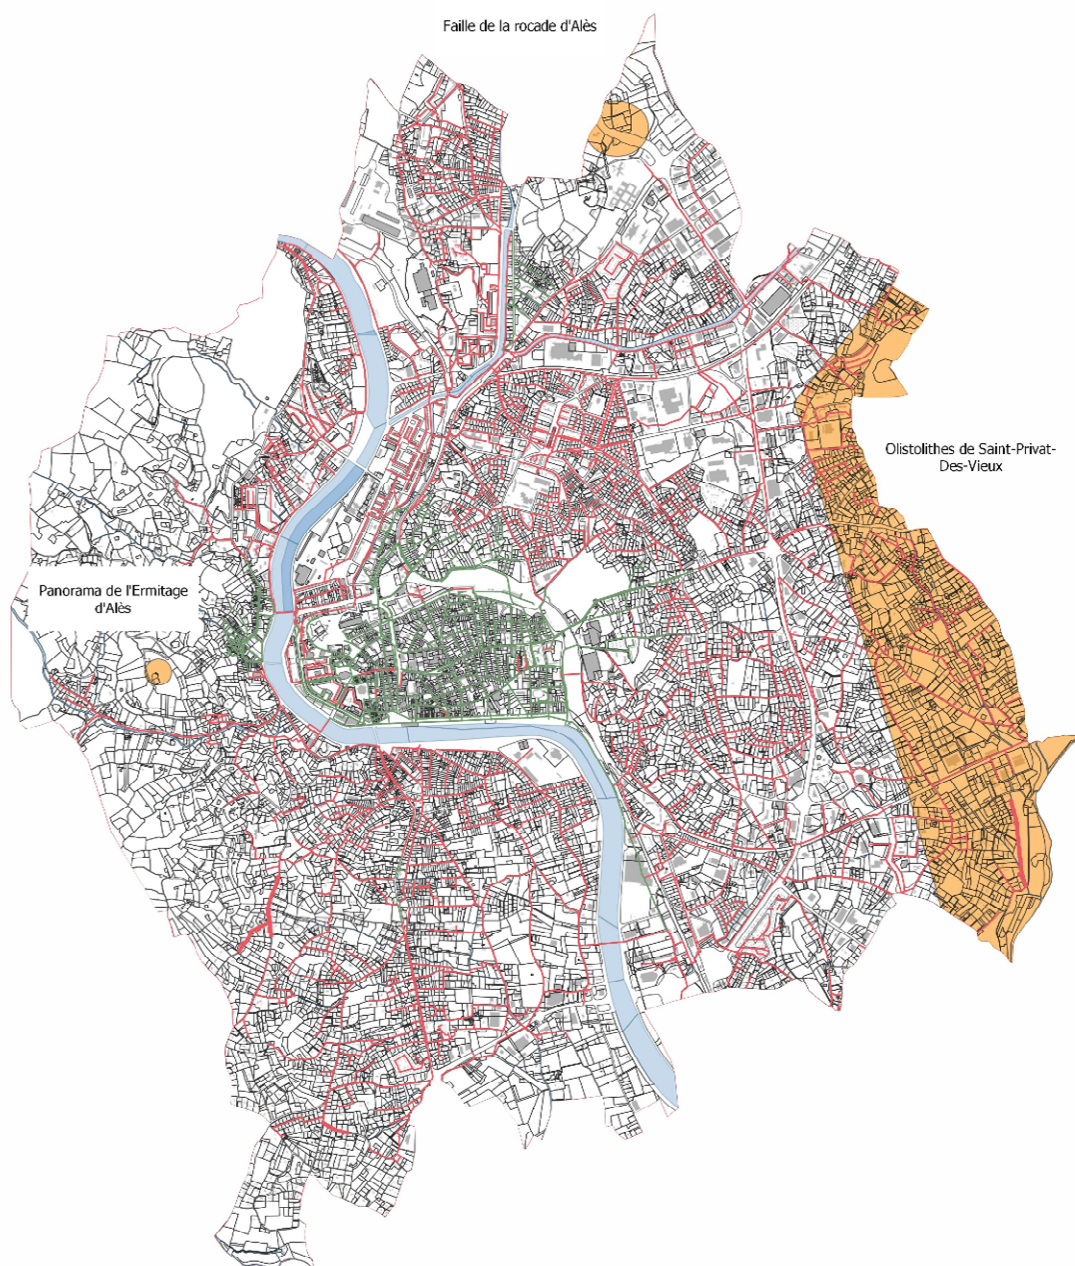 Faille de la rocade d'Alès
Olistolithes de Saint-Privat-
Des-Vieux
Panorama de l'Ermitage
d'Alès